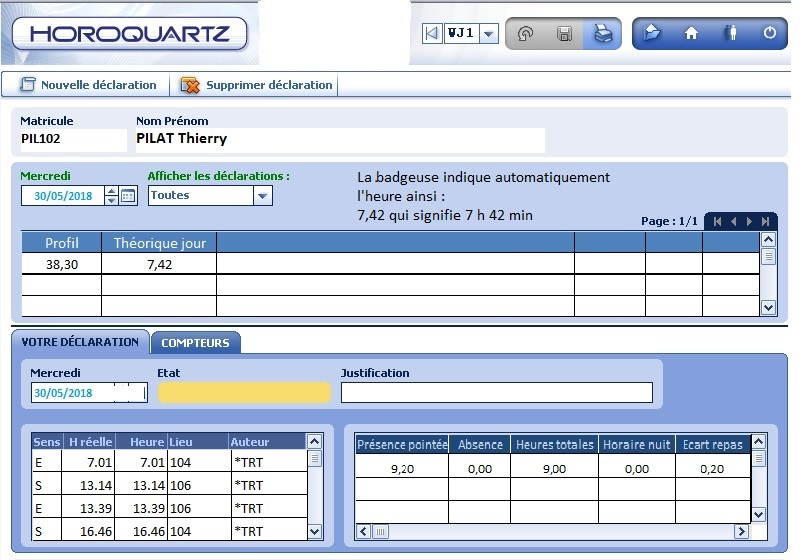 HOROQUARTZ
WJ1
Nouvelle déclaration Supprimer déclaration
Matricule Nom Prénom
PIL102 PILAT Thierry
Mercredi Afficher les déclarations :
30/05/2018 Toutes
La badgeuse indique automatiquement
l'heure ainsi :
7,42 qui signifie 7 h 42 min
Page : 1/1
Profil Théorique jour
38,30 7,42
VOTRE DÉCLARATION COMPTEURS
Mercredi Etat Justification
30/05/2018
Sens H réelle Heure Lieu Auteur
E 7.01 7.01 104 *TRT
S 13.14 13.14 106 *TRT
E 13.39 13.39 106 *TRT
S 16.46 16.46 104 *TRT
Présence pointée Absence Heures totales Horaire nuit Ecart repas
9,20 0,00 9,00 0,00 0,20